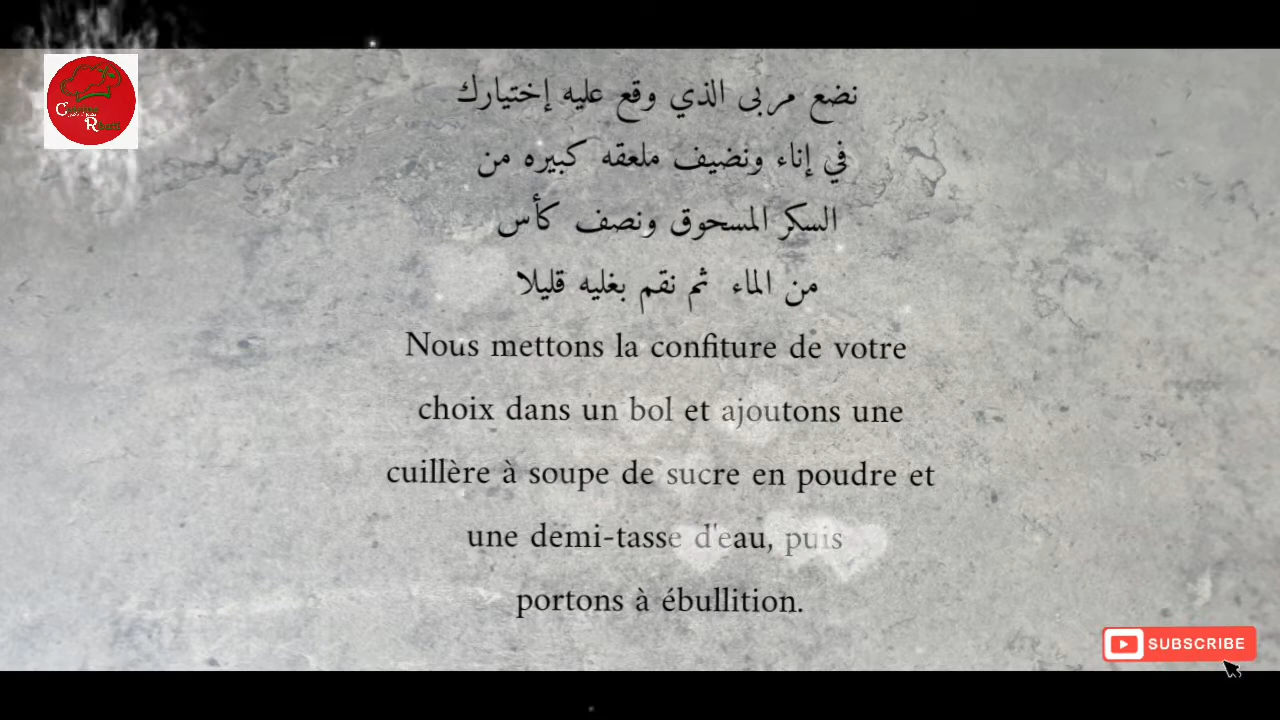 نضع مربى الذي وقع عليه إختيارك
في إناء ونضيف ملعقه كبيره من
السكر المسحوق ونصف كأس
من الماء ثم نقم بغليه قليلا
Nous mettons la confiture de votre
choix dans un bol et ajoutons une
cuillère à soupe de sucre en poudre et
une demi-tasse d'eau, puis
portons à ébullition.
SUBSCRIBE